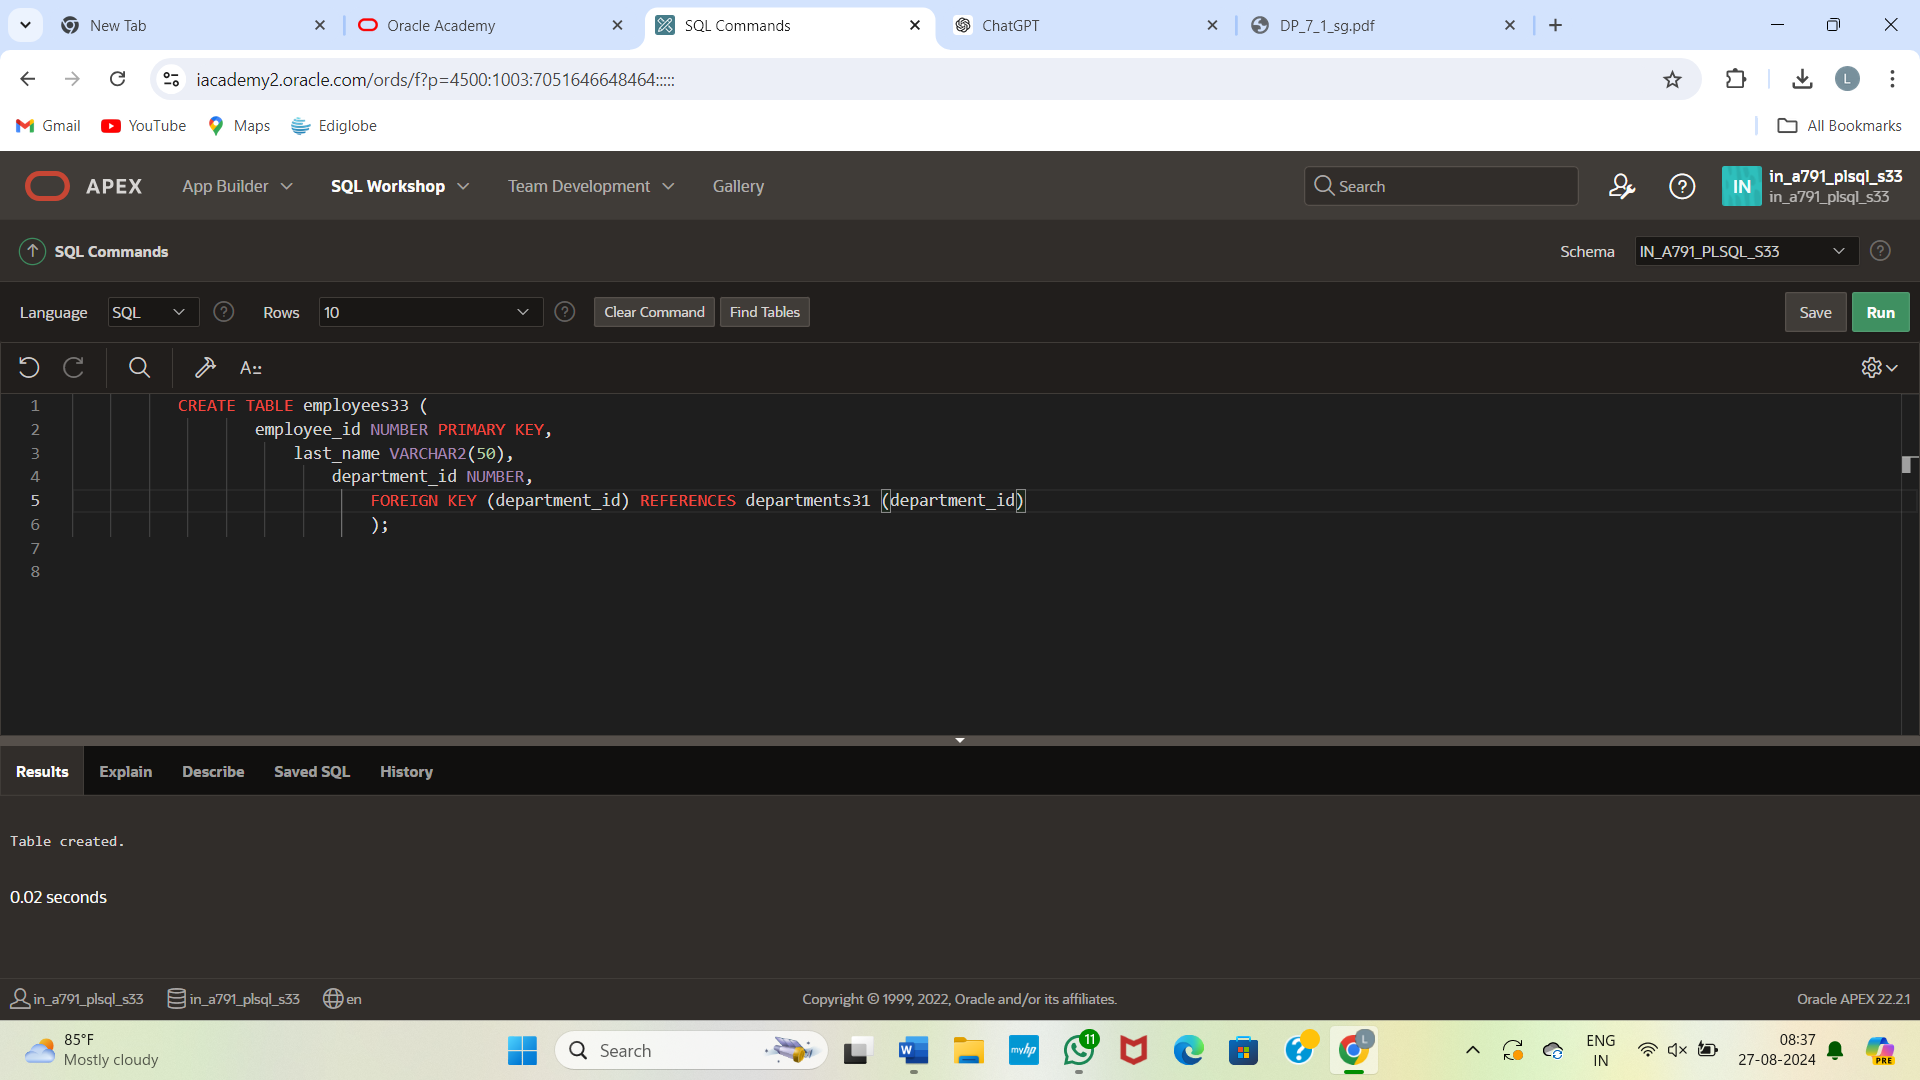 New Tab
Oracle Academy
SQL Commands
ChatGPT
DP_7_1_sg.pdf
iacademy2.oracle.com/ords/f?p=4500:1003:7051646648464:::::
L
Gmail
YouTube
Maps
Ediglobe
All Bookmarks
APEX
App Builder
SQL Workshop
Team Development
Gallery
Search
IN
in_a791_plsql_s33
in_a791_plsql_s33
SQL Commands
Schema
IN_A791_PLSQL_S33
Language
SQL
Rows
10
Clear Command
Find Tables
Save
Run
A::
1 CREATE TABLE employees33 (
2 employee_id NUMBER PRIMARY KEY,
3 last_name VARCHAR2(50),
4 department_id NUMBER,
5 FOREIGN KEY (department_id) REFERENCES departments31 (department_id)
6 );
7
8
Results
Explain
Describe
Saved SQL
History
Table created.
0.02 seconds
in_a791_plsql_s33
in_a791_plsql_s33
en
Copyright © 1999, 2022, Oracle and/or its affiliates.
Oracle APEX 22.2.1
85°F
Mostly cloudy
Search
W
myhp
11
L
ENG
IN
08:37
27-08-2024
PRE